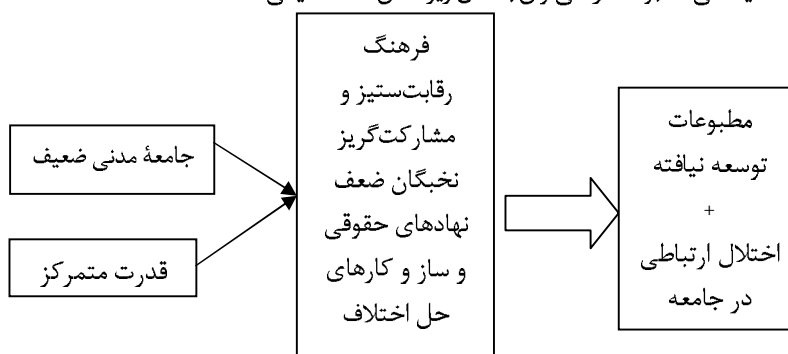 جامعهٔ مدنی ضعیف
قدرت متمرکز
فرهنگ
رقابت‌ستیز و
مشارکت‌گریز
نخبگان ضعف
نهادهای حقوقی
و ساز و کارهای
حل اختلاف
مطبوعات
توسعه نیافته
+
اختلال ارتباطی
در جامعه